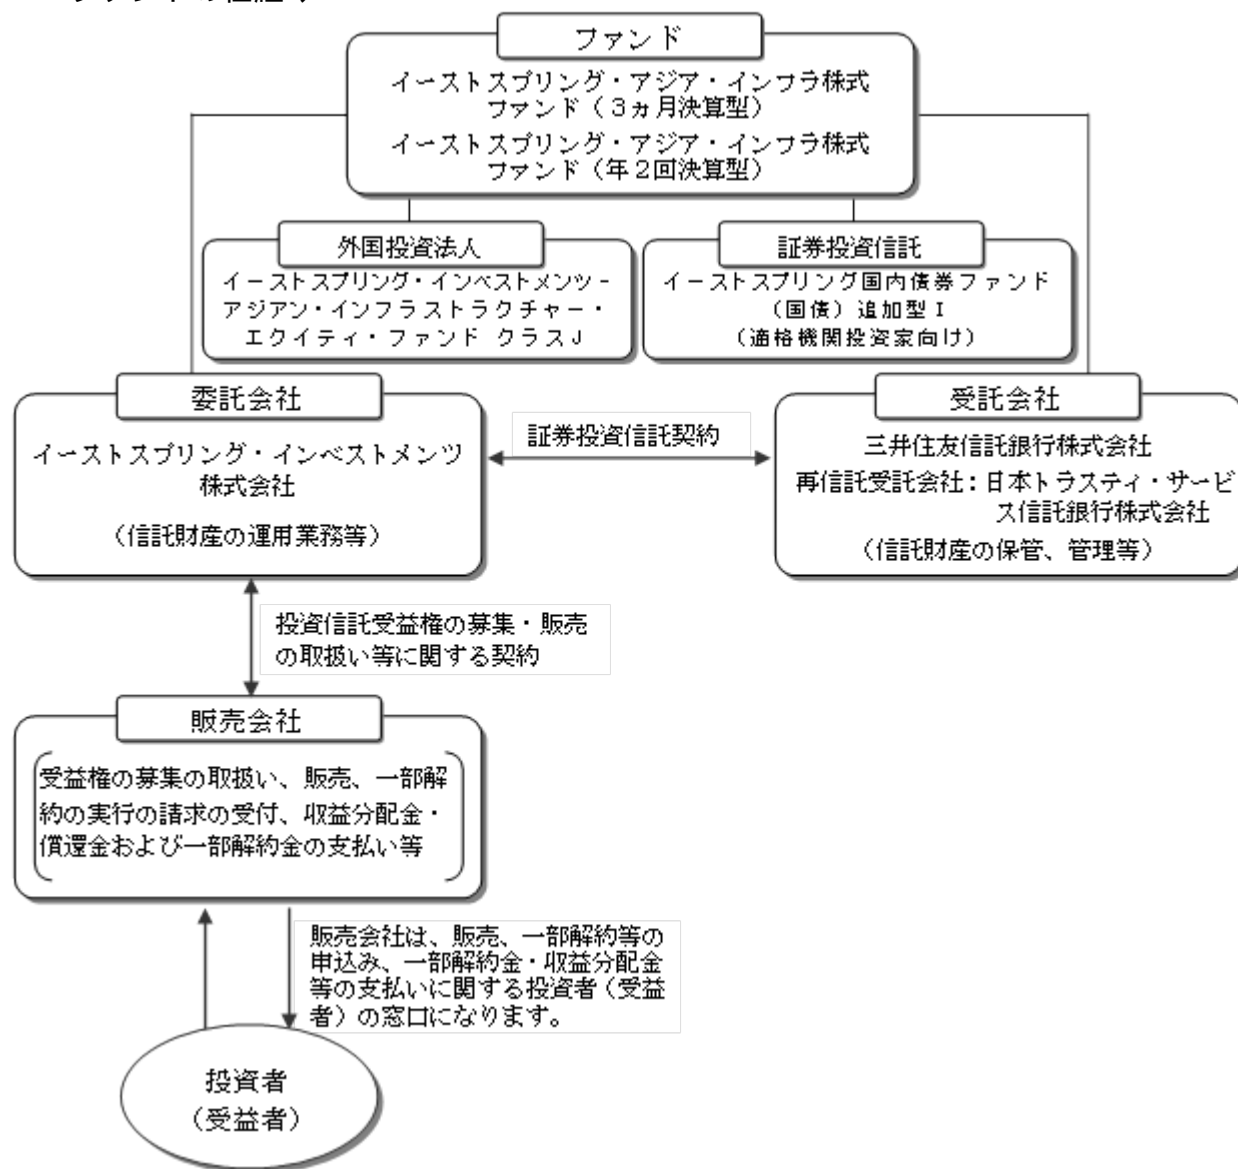 ファンド
イーストスプリング・アジア・インフラ株式
ファンド（３ヵ月決算型）
イーストスプリング・アジア・インフラ株式
ファンド（年２回決算型）
外国投資法人
イーストスプリング・インベストメンツ－
アジアン・インフラストラクチャー・
エクイティ・ファンド クラスＪ
証券投資信託
イーストスプリング国内債券ファンド
（国債）追加型Ⅰ
（適格機関投資家向け）
委託会社
イーストスプリング・インベストメンツ
株式会社
（信託財産の運用業務等）
証券投資信託契約
受託会社
三井住友信託銀行株式会社
再信託受託会社：日本トラスティ・サービ
ス信託銀行株式会社
（信託財産の保管、管理等）
投資信託受益権の募集・販売
の取扱い等に関する契約
販売会社
受益権の募集の取扱い、販売、一部解
約の実行の請求の受付、収益分配金・
償還金および一部解約金の支払い等
販売会社は、販売、一部解約等の
申込み、一部解約金・収益分配金
等の支払いに関する投資者（受益
者）の窓口になります。
投資者
（受益者）